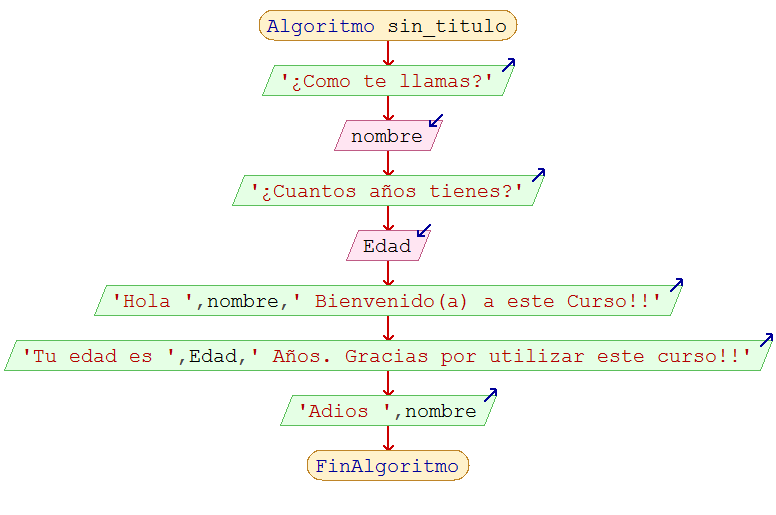 Algoritmo sin_titulo
'¿Como te llamas?'
nombre
'¿Cuantos años tienes?'
Edad
'Hola ',nombre,' Bienvenido(a) a este Curso!!'
'Tu edad es ',Edad,' Años. Gracias por utilizar este curso!!'
'Adios ',nombre
FinAlgoritmo